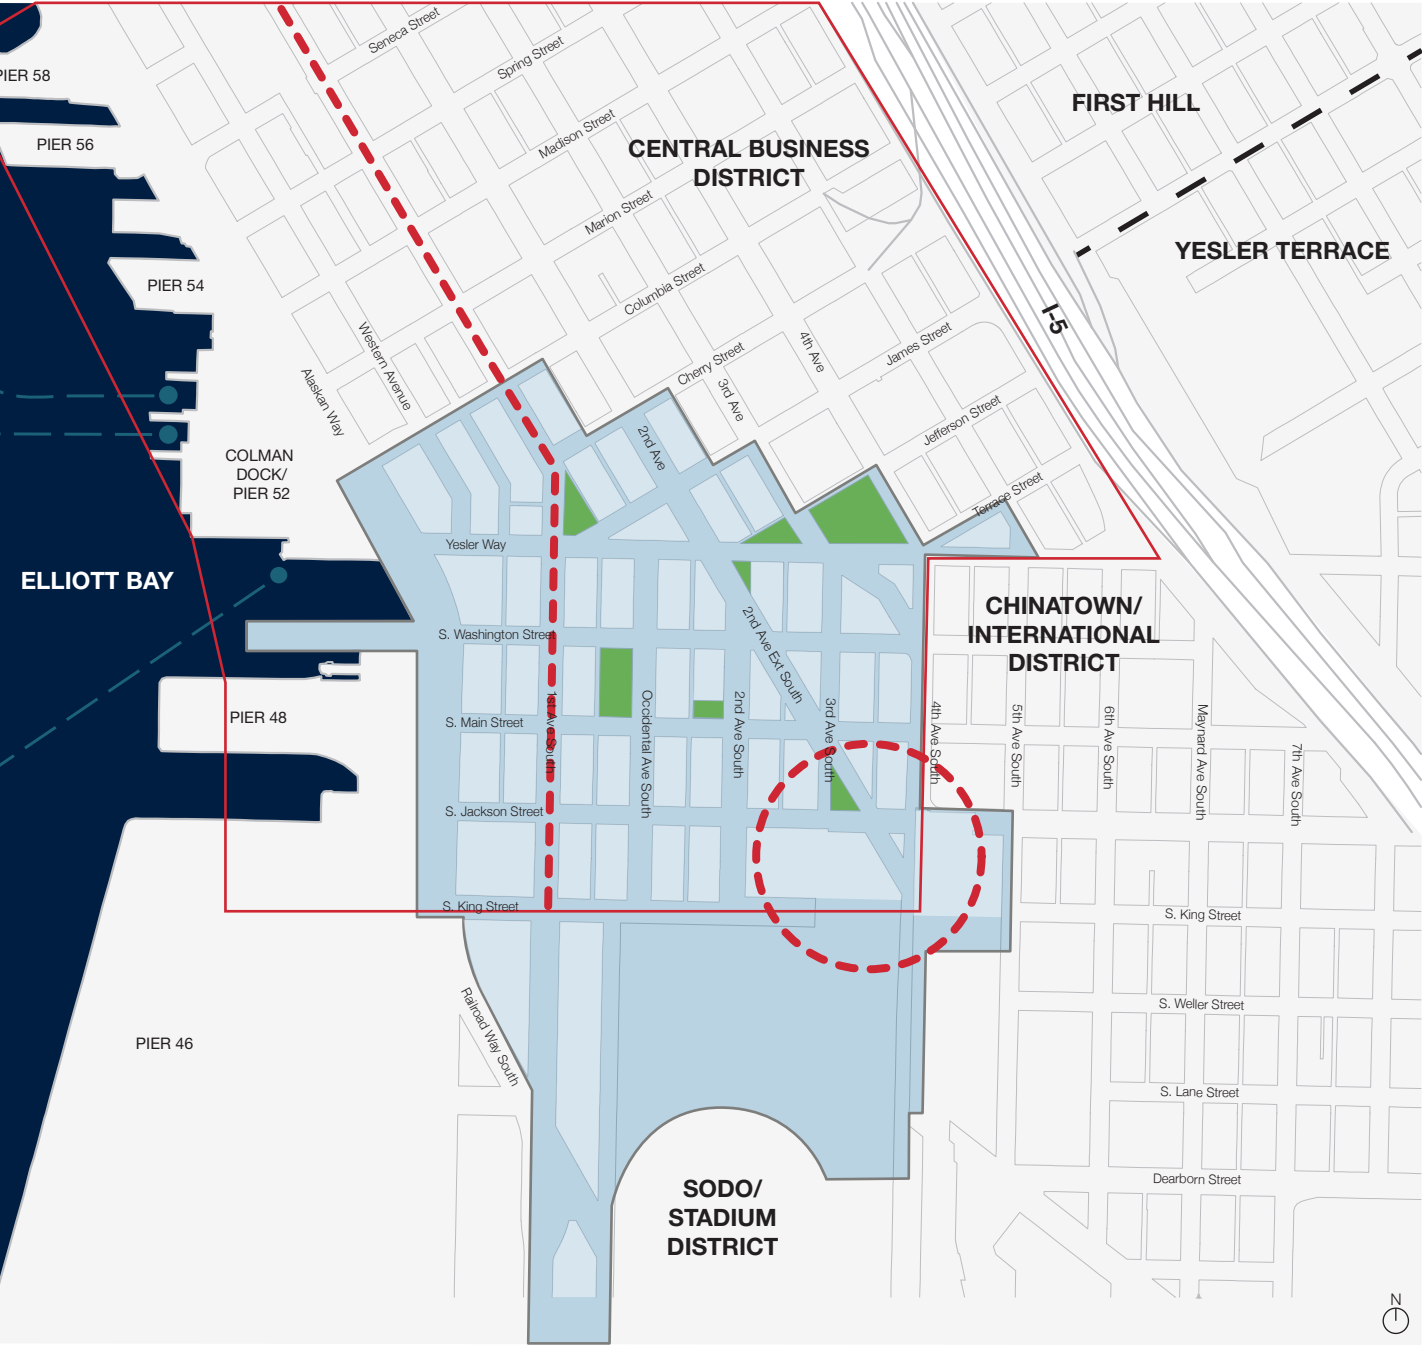 Seneca Street
Spring Street
PIER 58
FIRST HILL
Madison Street
PIER 56
CENTRAL BUSINESS
DISTRICT
Marion Street
YESLER TERRACE
PIER 54
Columbia Street
I-5
Western Avenue
Cherry Street
4th Ave
James Street
Alaskan Way
3rd Ave
Jefferson Street
2nd Ave
COLMAN
DOCK/
PIER 52
Terrace Street
Yesler Way
ELLIOTT BAY
CHINATOWN/
INTERNATIONAL
DISTRICT
S. Washington Street
2nd Ave Ext South
PIER 48
S. Main Street
1st Ave South
Occidental Ave South
2nd Ave South
3rd Ave South
4th Ave South
5th Ave South
6th Ave South
Maynard Ave South
7th Ave South
S. Jackson Street
S. King Street
S. King Street
Railroad Way South
S. Weller Street
PIER 46
S. Lane Street
Dearborn Street
SODO/
STADIUM
DISTRICT
N